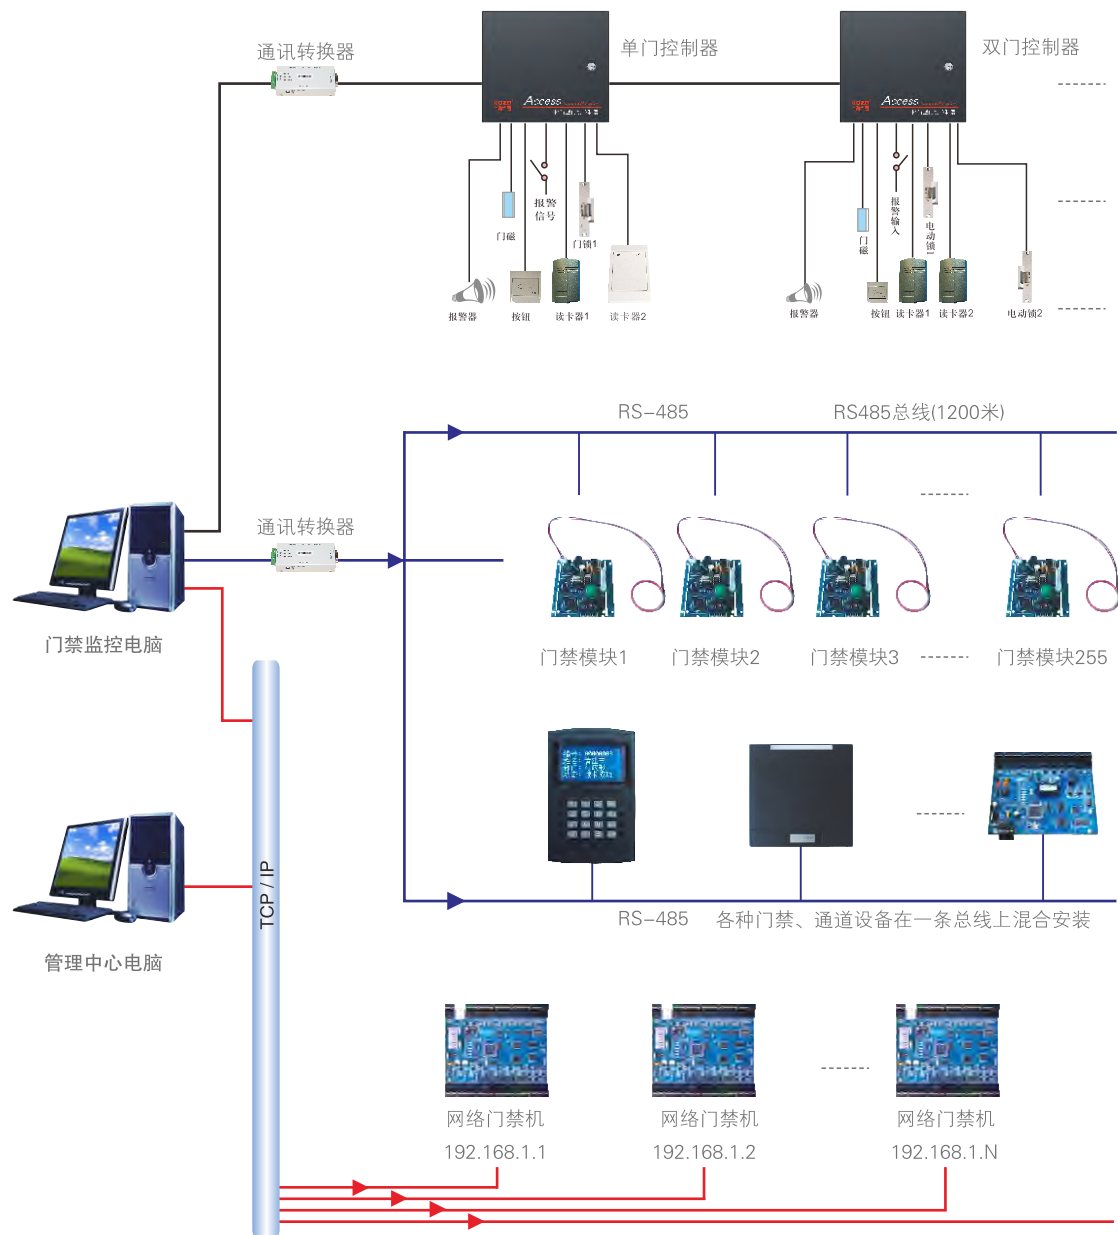 通讯转换器
单门控制器
双门控制器
Access
Access
报警
信号
门磁
门锁1
报警器
按钮
读卡器1
读卡器2
报警输入
门磁
电动锁1
报警器
按钮
读卡器1
读卡器2
电动锁2
RS-485
RS485总线(1200米)
通讯转换器
门禁监控电脑
门禁模块1
门禁模块2
门禁模块3
门禁模块255
TCP / IP
RS-485
各种门禁、通道设备在一条总线上混合安装
管理中心电脑
网络门禁机
192.168.1.1
网络门禁机
192.168.1.2
网络门禁机
192.168.1.N